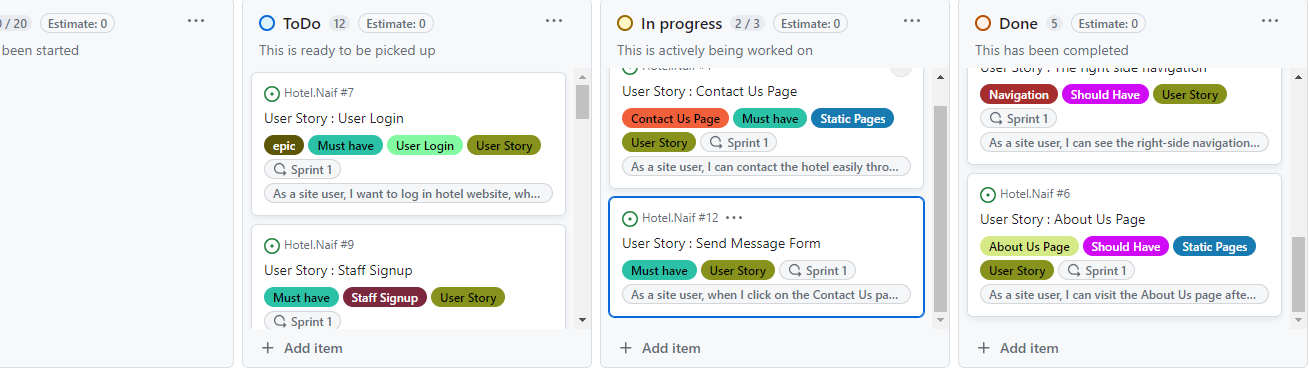 0 / 20 Estimate: 0 ...
been started
ToDo 12 Estimate: 0 ...
This is ready to be picked up
Hotel.Naif #7
User Story : User Login
epic Must have User Login User Story
Sprint 1
As a site user, I want to log in hotel website, wh...
Hotel.Naif #9
User Story : Staff Signup
Must have Staff Signup User Story
Sprint 1
+ Add item
In progress 2 / 3 Estimate: 0 ...
This is actively being worked on
Hotel.Naif
User Story : Contact Us Page
Contact Us Page Must have Static Pages
User Story Sprint 1
As a site user, I can contact the hotel easily thro...
Hotel.Naif #12 ...
User Story : Send Message Form
Must have User Story Sprint 1
As a site user, when I click on the Contact Us pa...
+ Add item
Done 5 Estimate: 0 ...
This has been completed
User Story : The right side navigation
Navigation Should Have User Story
Sprint 1
As a site user, I can see the right-side navigation...
Hotel.Naif #6
User Story : About Us Page
About Us Page Should Have Static Pages
User Story Sprint 1
As a site user, I can visit the About Us page afte...
+ Add item